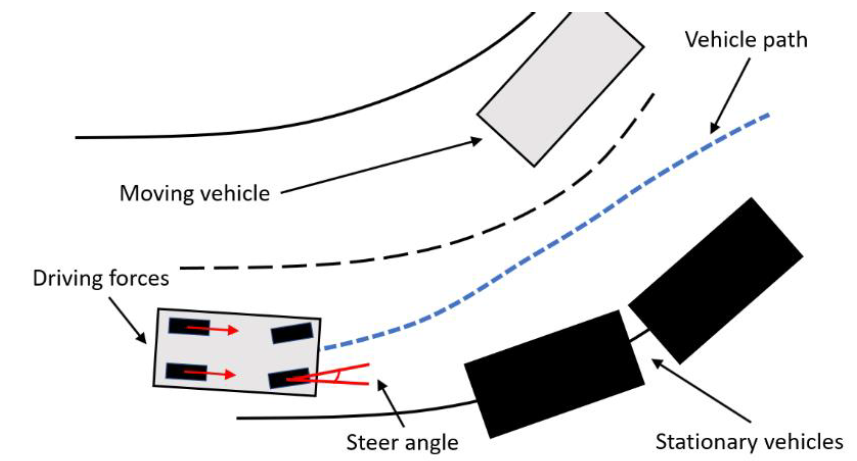 Vehicle path
Moving vehicle
Driving forces
Steer angle
Stationary vehicles